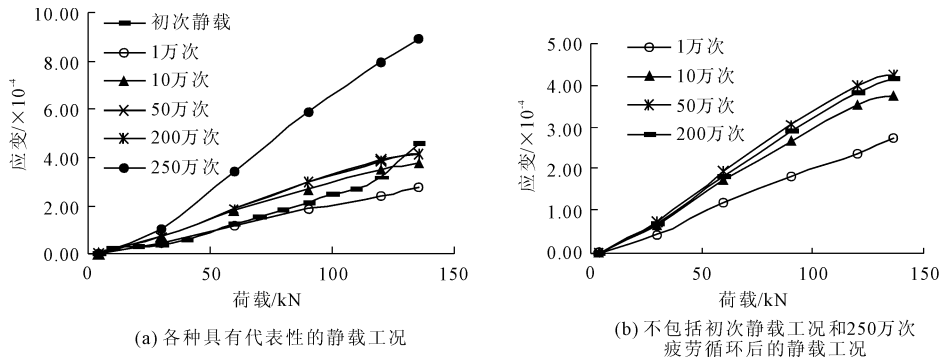 10.00
8.00
6.00
4.00
2.00
0.00
应变/×10⁻⁴
初次静载
1万次
10万次
50万次
200万次
250万次
0 50 100 150
荷载/kN
(a) 各种具有代表性的静载工况
5.00
4.00
3.00
2.00
1.00
0.00
应变/×10⁻⁴
1万次
10万次
50万次
200万次
0 50 100 150
荷载/kN
(b) 不包括初次静载工况和250万次
疲劳循环后的静载工况